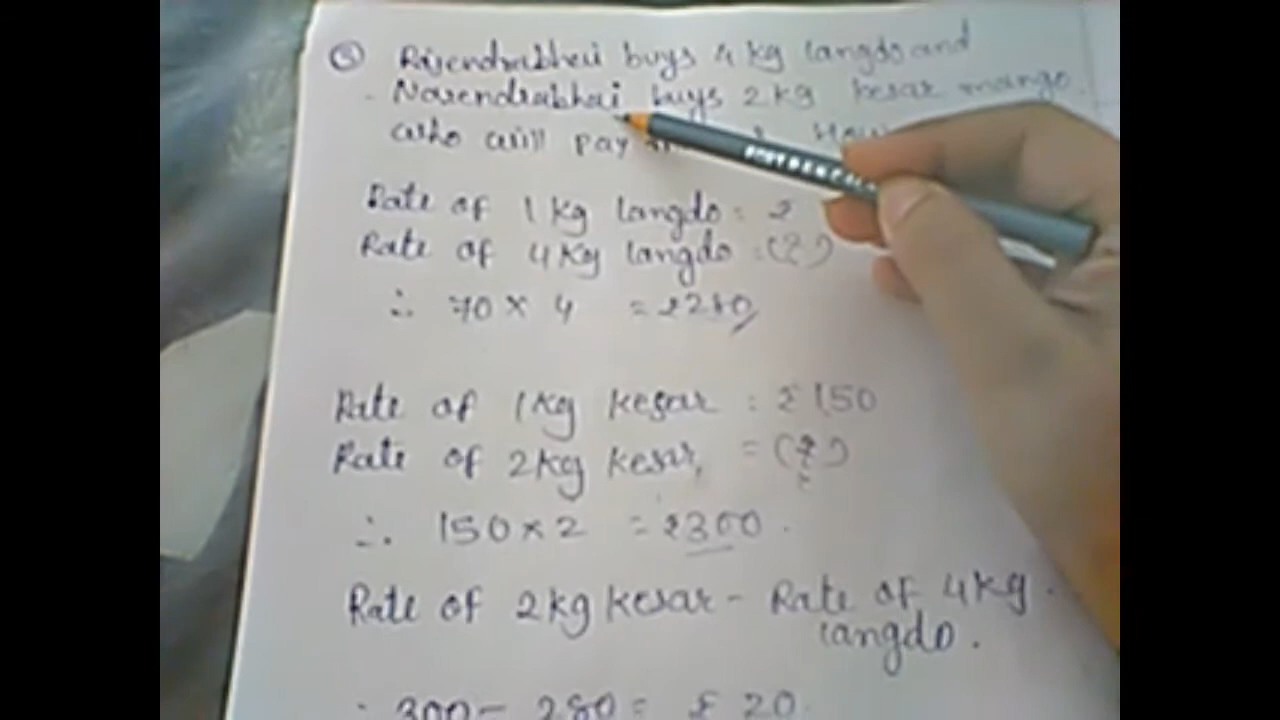 ⑤ Rajendrabhai buys 4 kg langdo and
Narendrabhai buys 2 kg kesar mango.
who will pay
Rate of 1 kg langdo = ₹
Rate of 4 Kg langdo = (?)
∴ 70 × 4 = ₹280
Rate of 1 Kg kesar : ₹ 150
Rate of 2 kg kesar, = (?)
∴ 150 × 2 = ₹300
Rate of 2 kg kesar - Rate of 4 kg.
langdo.
∴ 300 - 280 = ₹ 20